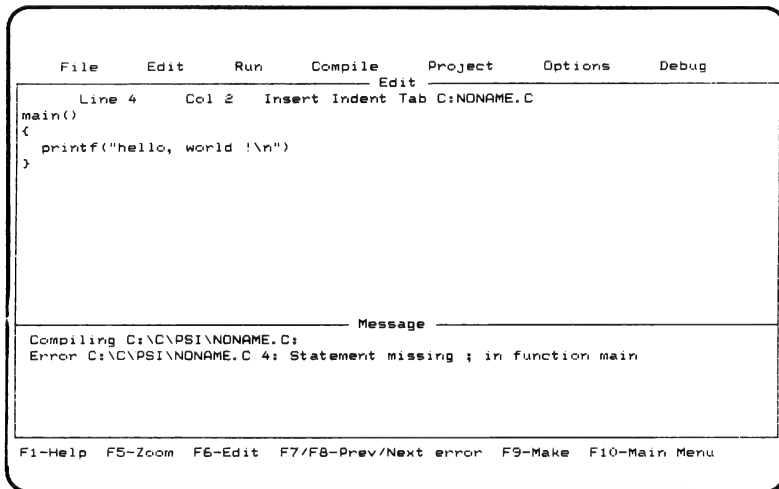 File Edit Run Compile Project Options Debug
Edit
Line 4 Col 2 Insert Indent Tab C:NONAME.C
main()
{
printf("hello, world !\n")
}
Message
Compiling C:\C\PSI\NONAME.C:
Error C:\C\PSI\NONAME.C 4: Statement missing ; in function main
F1-Help F5-Zoom F6-Edit F7/F8-Prev/Next error F9-Make F10-Main Menu